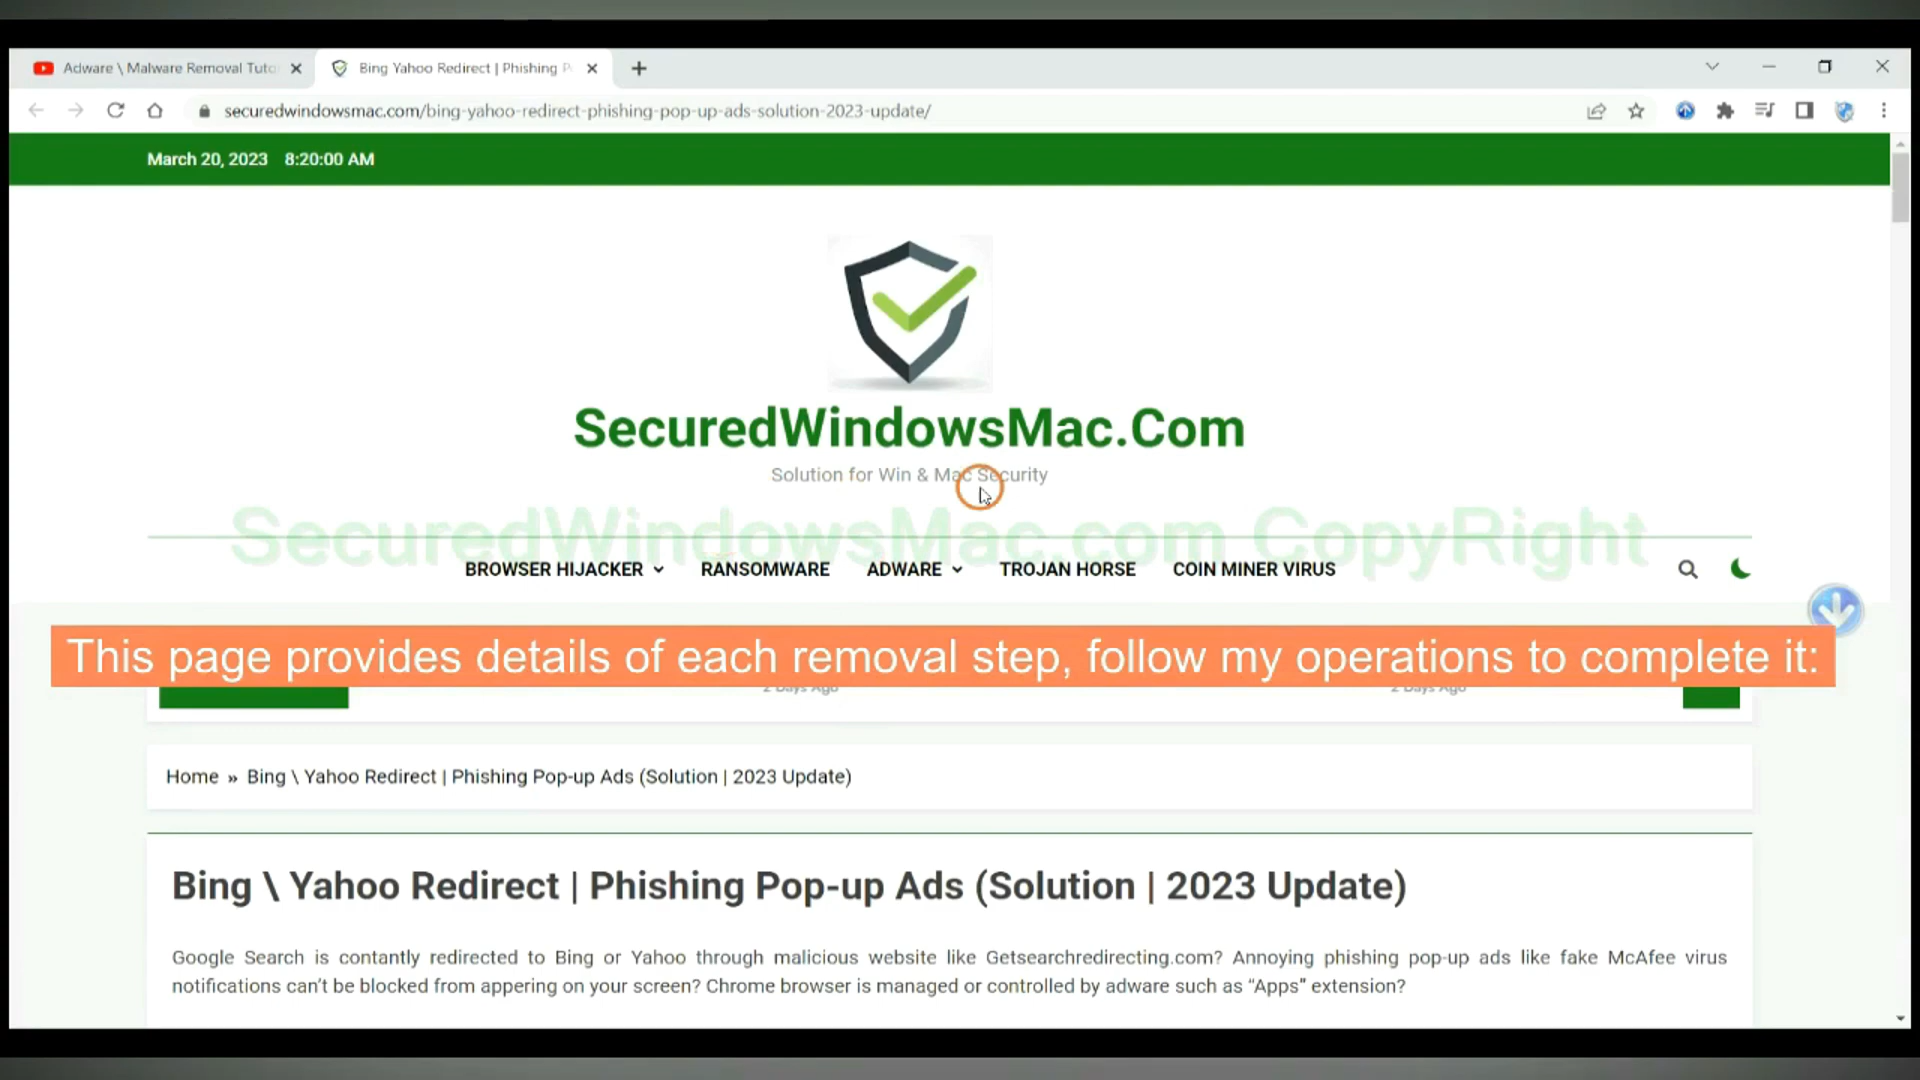 Adware \ Malware Removal Tuto
Bing Yahoo Redirect | Phishing P
securedwindowsmac.com/bing-yahoo-redirect-phishing-pop-up-ads-solution-2023-update/
March 20, 2023 8:20:00 AM
SecuredWindowsMac.Com
Solution for Win & Mac Security
SecuredWindowsMac.com CopyRight
BROWSER HIJACKER RANSOMWARE ADWARE TROJAN HORSE COIN MINER VIRUS
This page provides details of each removal step, follow my operations to complete it:
2 Days Ago 2 Days Ago
Home » Bing \ Yahoo Redirect | Phishing Pop-up Ads (Solution | 2023 Update)
Bing \ Yahoo Redirect | Phishing Pop-up Ads (Solution | 2023 Update)
Google Search is contantly redirected to Bing or Yahoo through malicious website like Getsearchredirecting.com? Annoying phishing pop-up ads like fake McAfee virus
notifications can’t be blocked from appering on your screen? Chrome browser is managed or controlled by adware such as “Apps” extension?